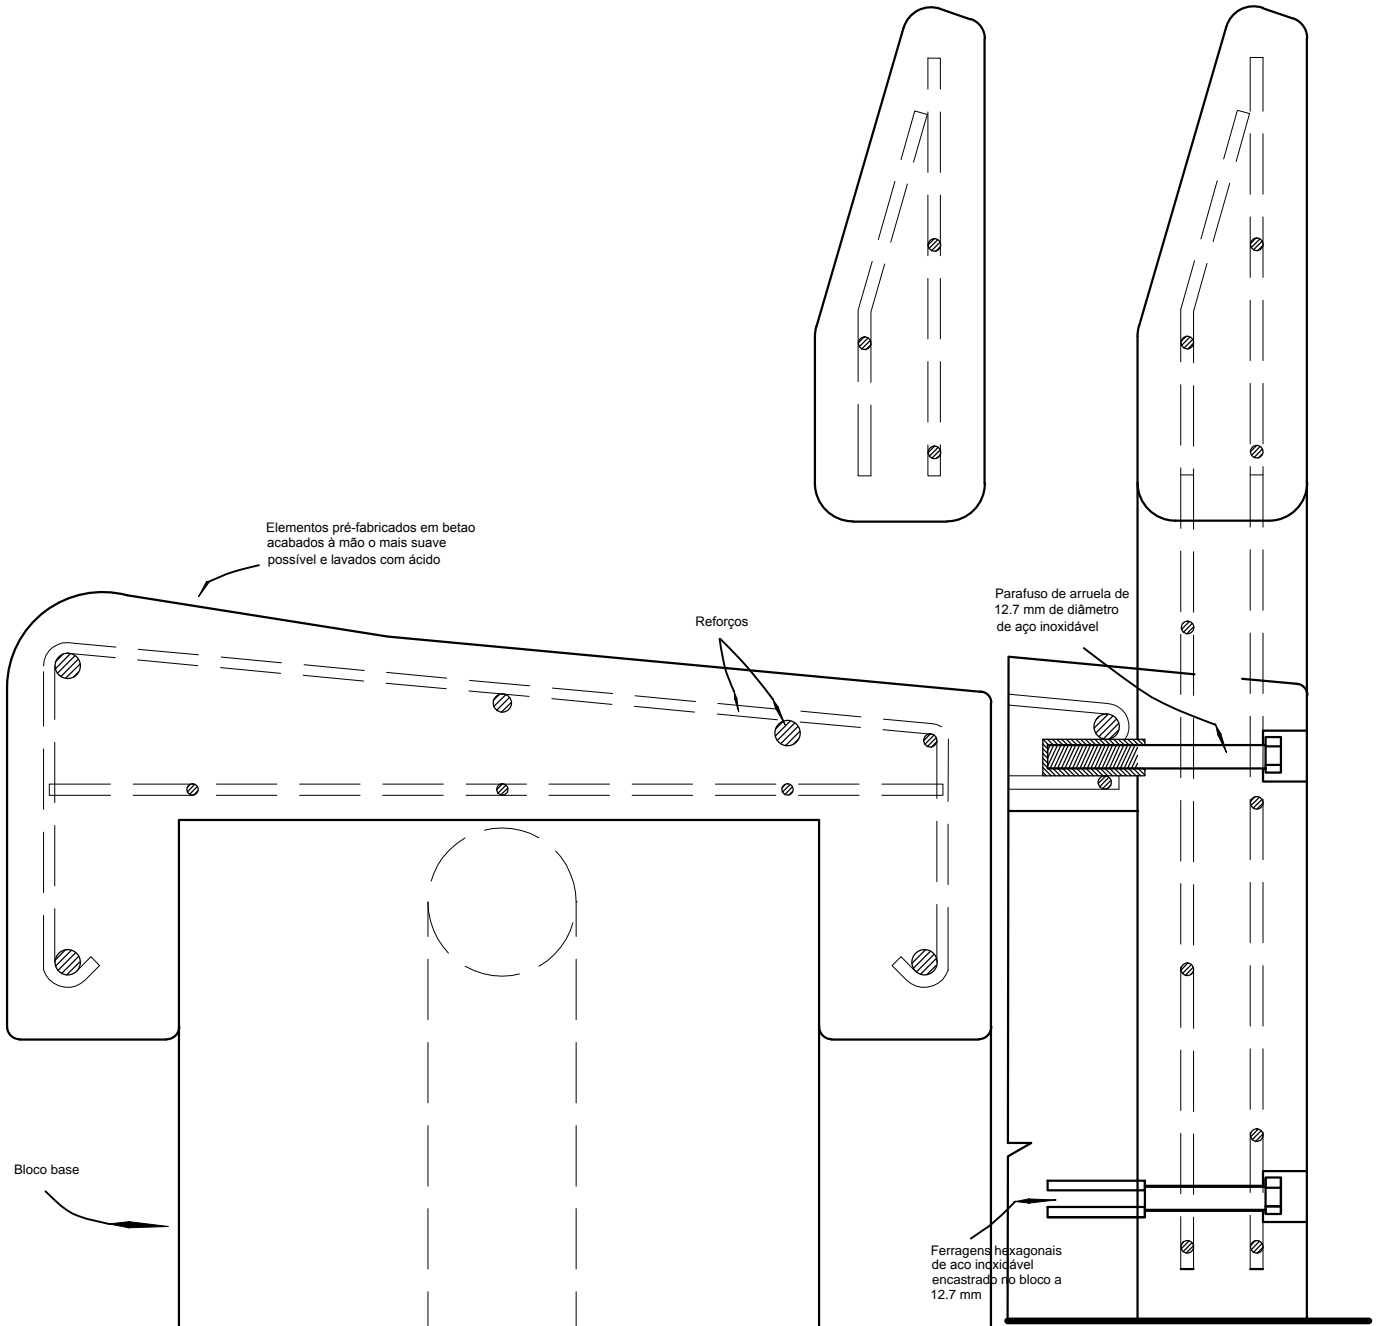 Elementos pré-fabricados em betao
acabados à mão o mais suave
possível e lavados com ácido
Reforços
Parafuso de arruela de
12.7 mm de diâmetro
de aço inoxidável
Bloco base
Ferragens hexagonais
de aco inoxidável
encastrado no bloco a
12.7 mm